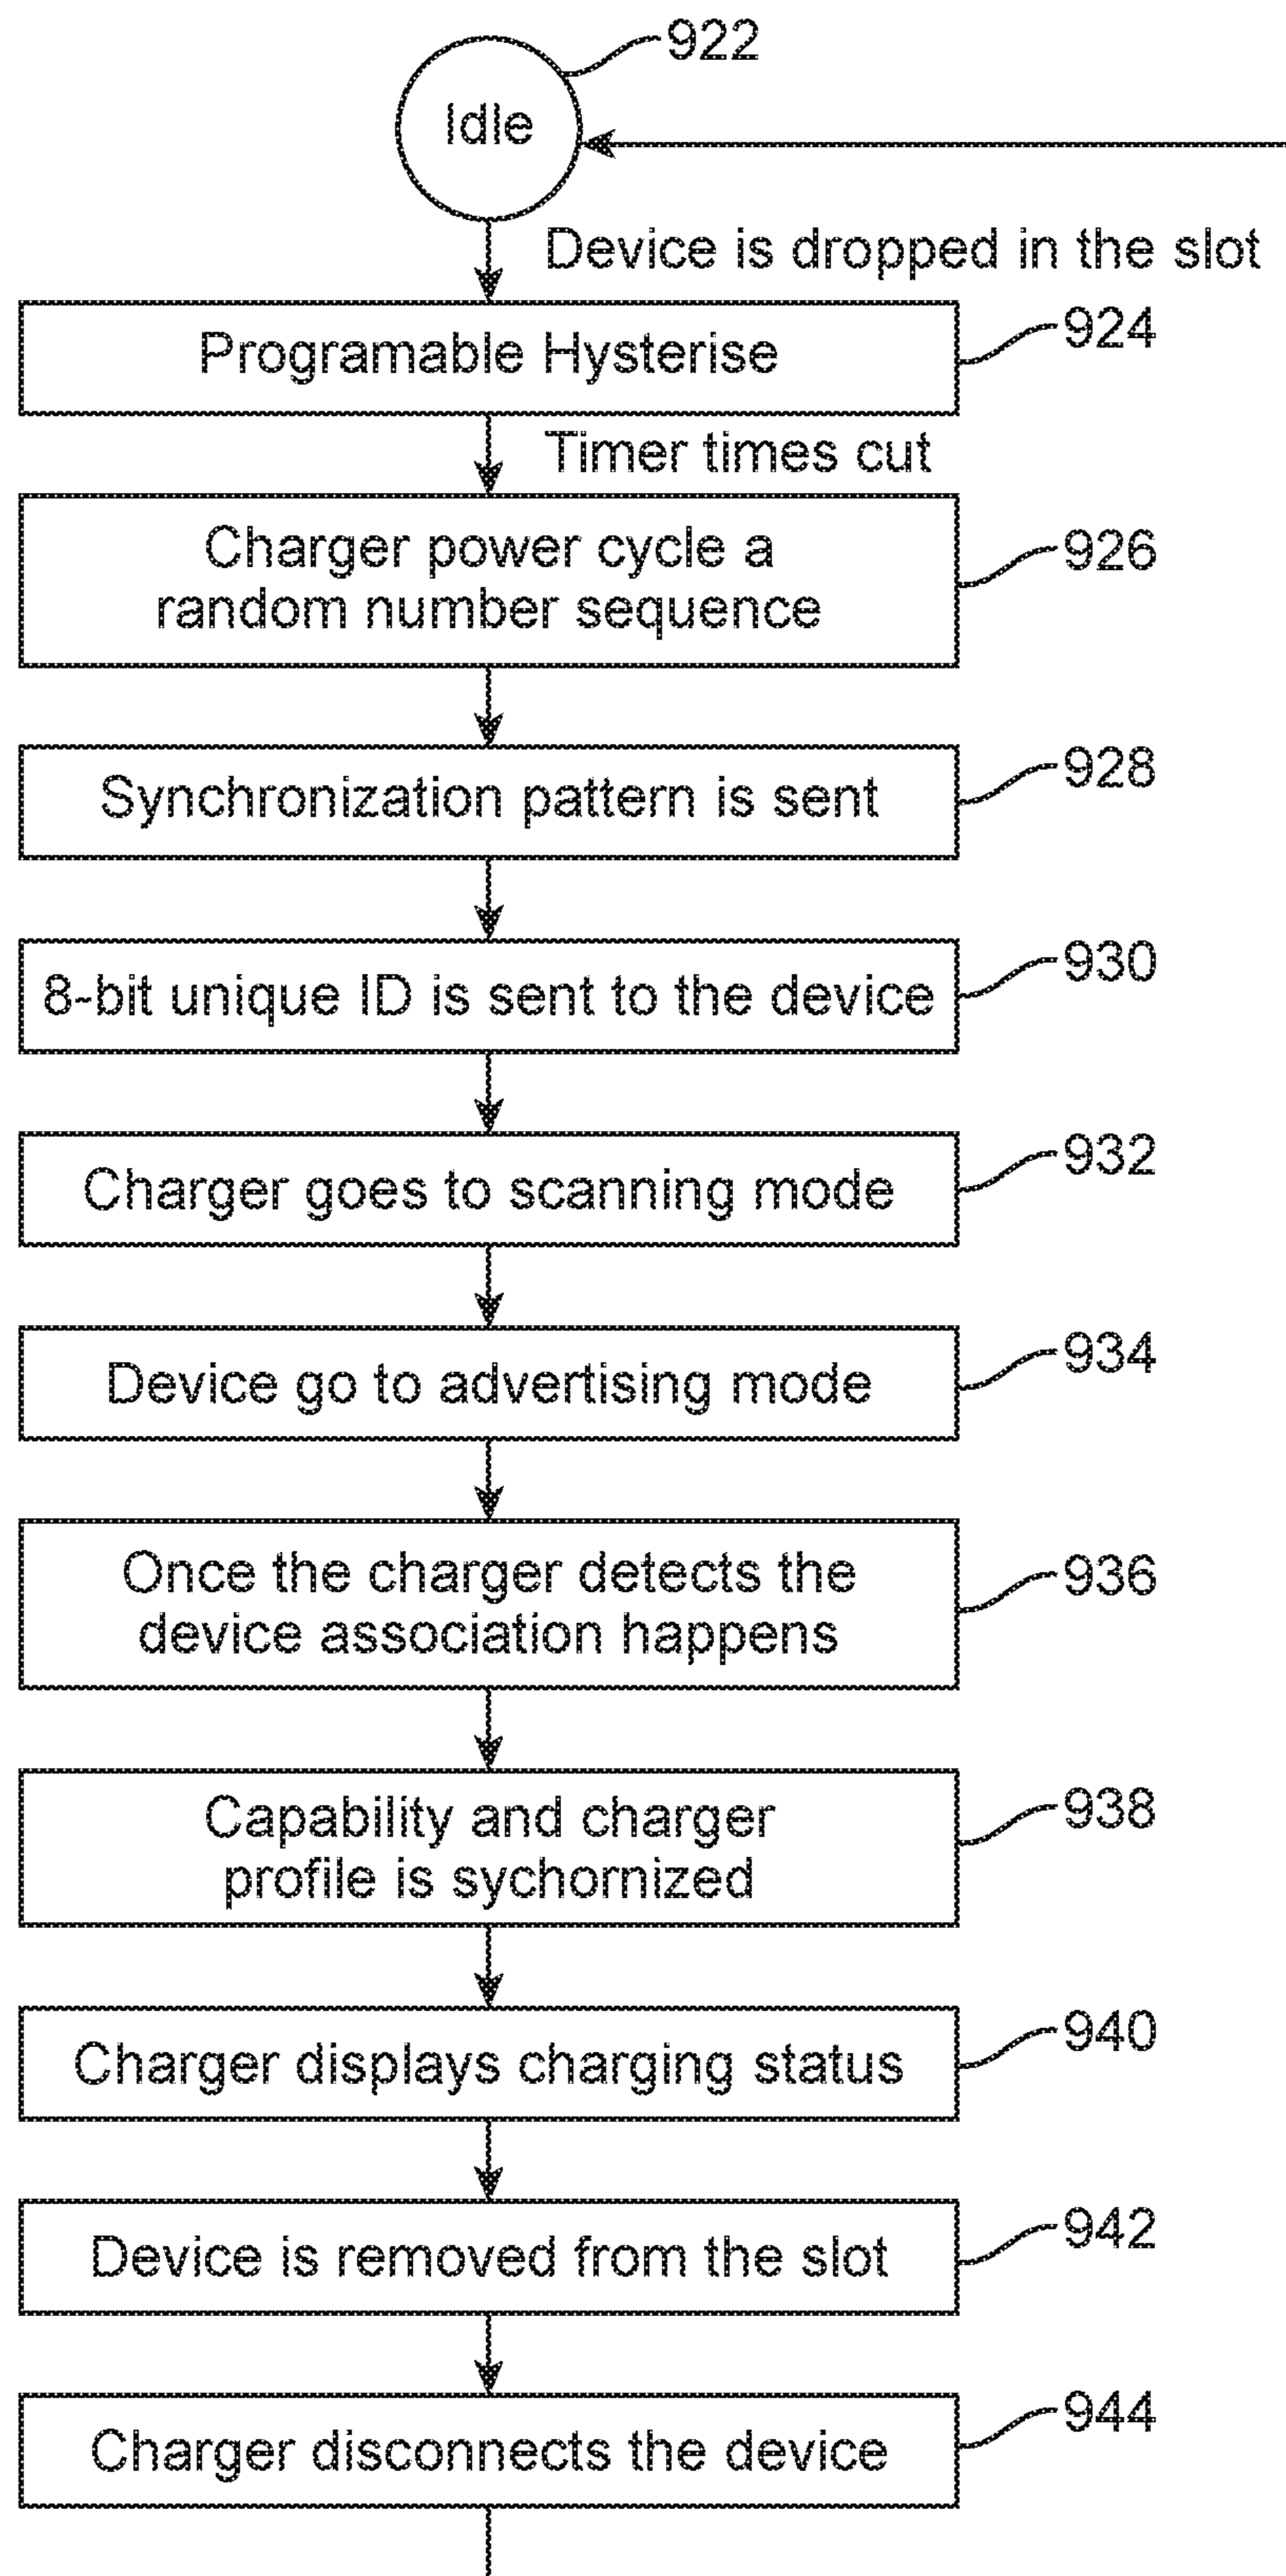 922
Idle
Device is dropped in the slot
Programable Hysterise
924
Timer times cut
Charger power cycle a
random number sequence
926
Synchronization pattern is sent
928
8-bit unique ID is sent to the device
930
Charger goes to scanning mode
932
Device go to advertising mode
934
Once the charger detects the
device association happens
936
Capability and charger
profile is sychornized
938
Charger displays charging status
940
Device is removed from the slot
942
Charger disconnects the device
944